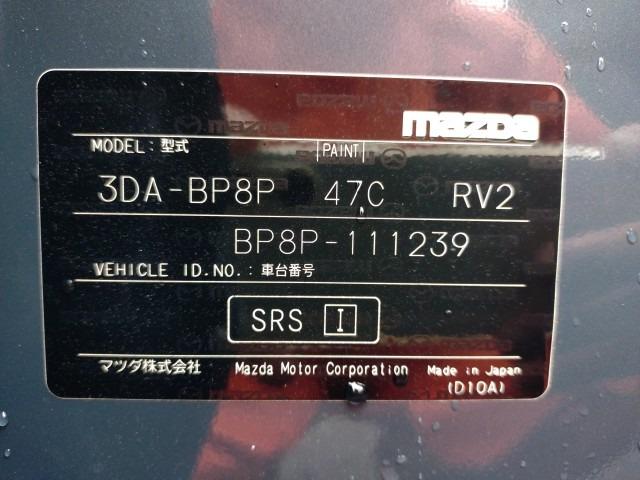 mazda
MODEL:型式 PAINT
3DA-BP8P 47C RV2
BP8P-111239
VEHICLE ID.NO.:車台番号
SRS I
マツダ株式会社 Mazda Motor Corporation Made in Japan
(D10A)